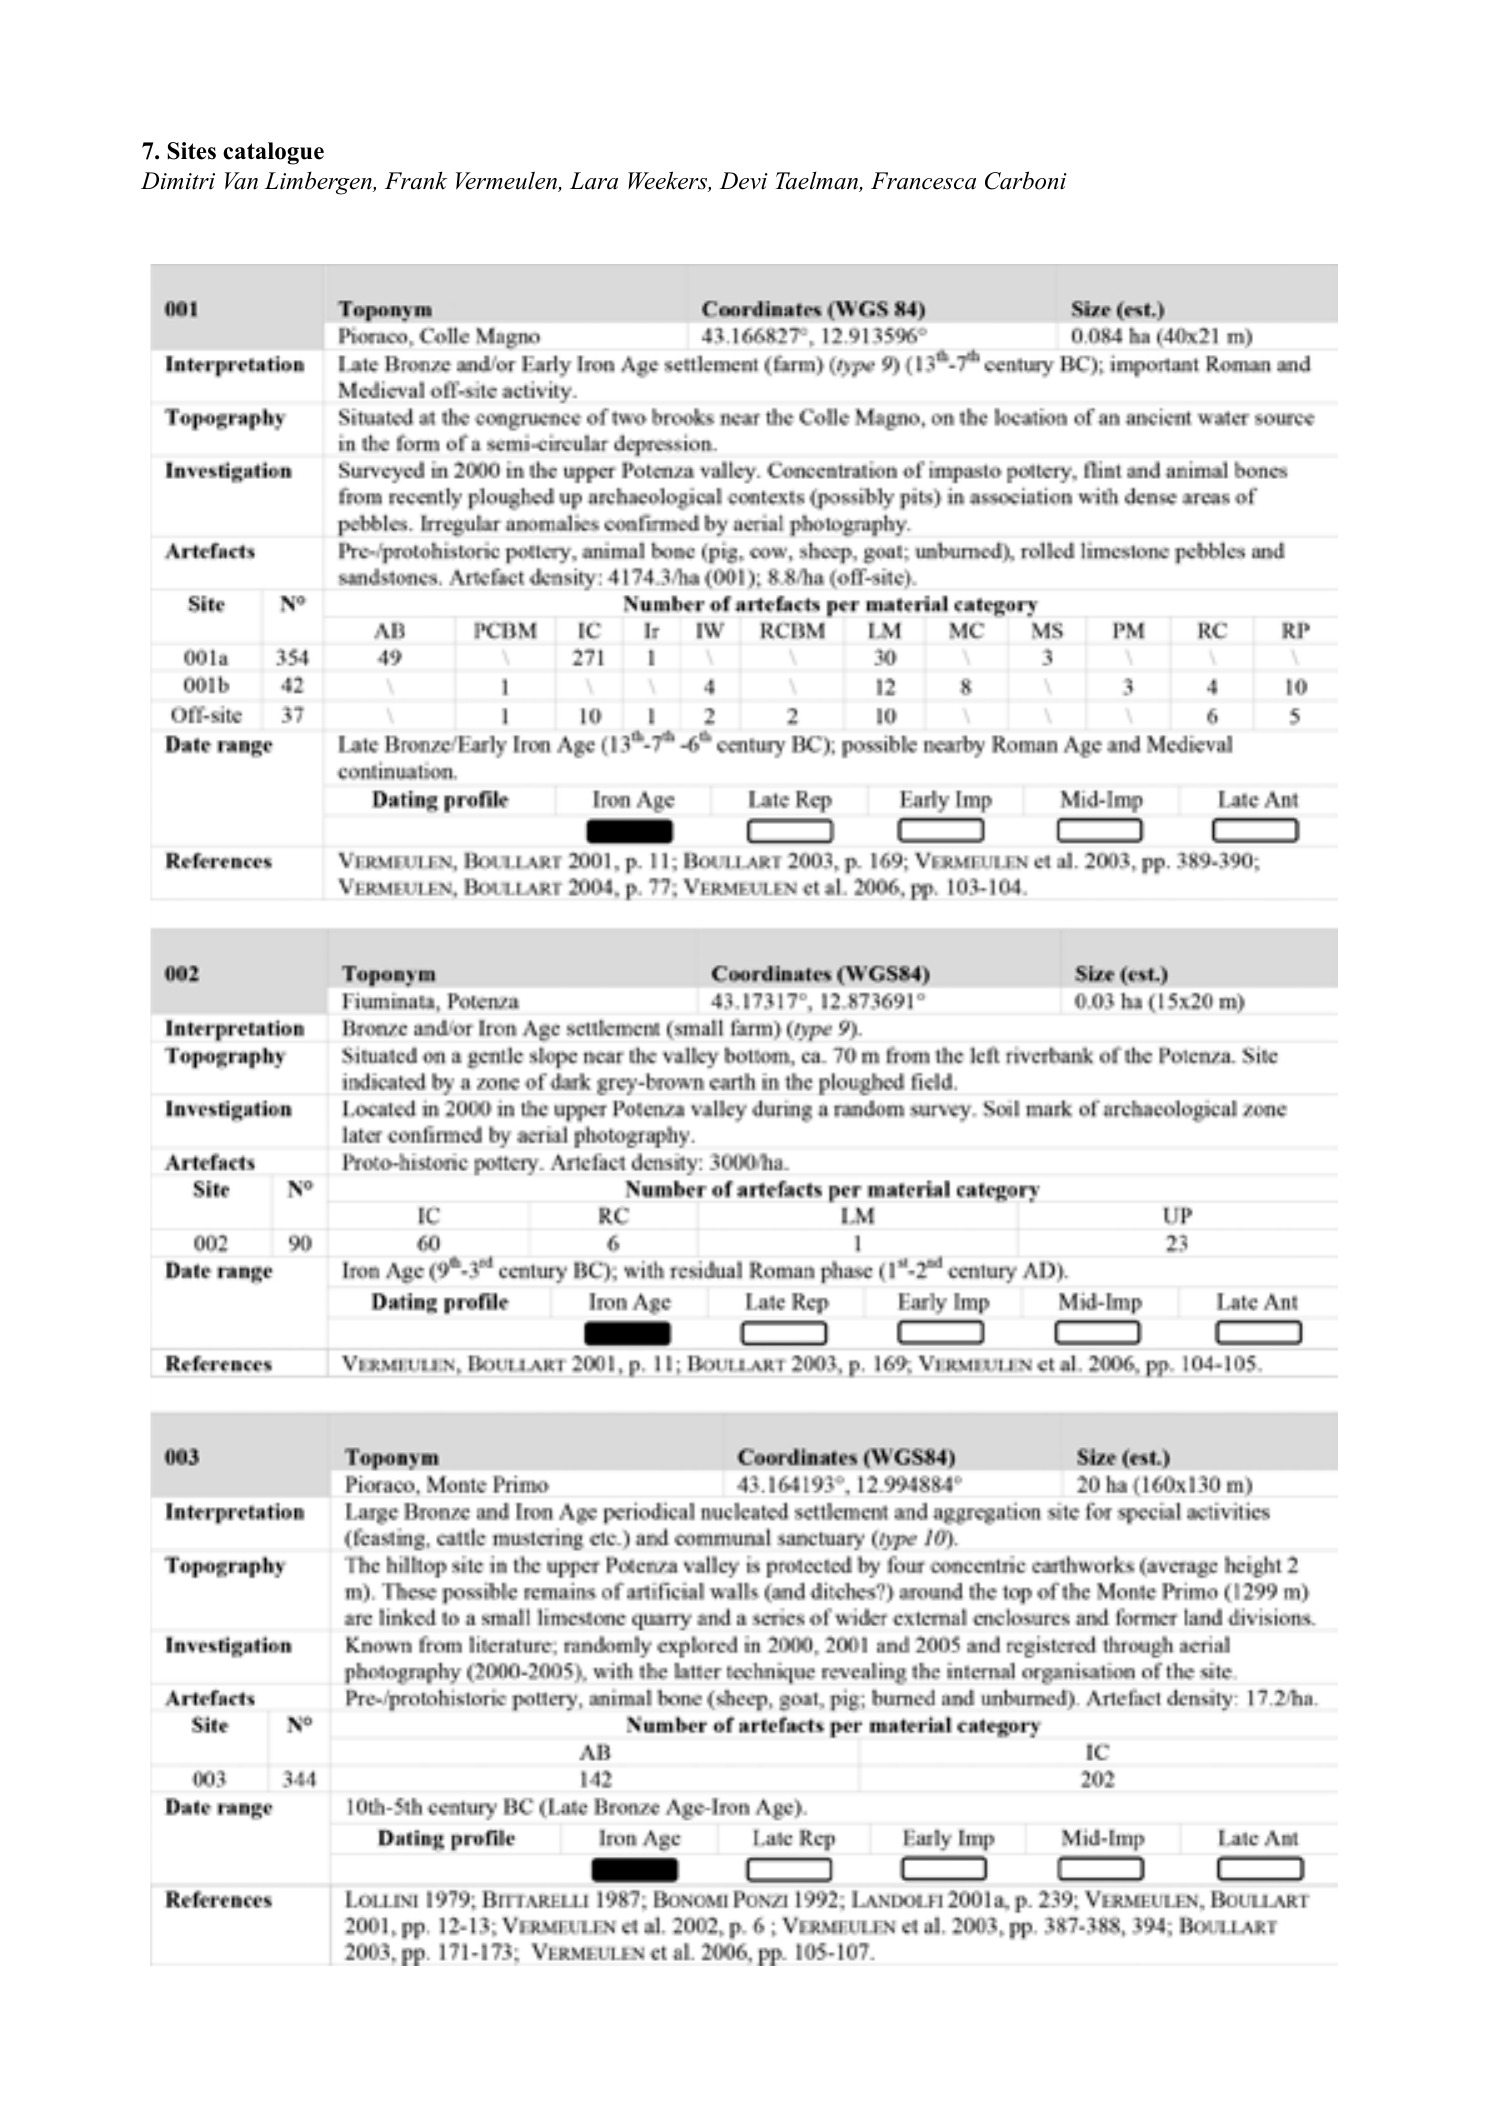 7. Sites catalogue
Dimitri Van Limbergen, Frank Vermeulen, Lara Weekers, Devi Taelman, Francesca Carboni
001 Toponym Coordinates (WGS 84) Size (est.)
Pioraco, Colle Magno 43.166827°, 12.913596° 0.084 ha (40x21 m)
Interpretation Late Bronze and/or Early Iron Age settlement (farm) (type 9) (13th-7th century BC); important Roman and
Medieval off-site activity.
Topography Situated at the congruence of two brooks near the Colle Magno, on the location of an ancient water source
in the form of a semi-circular depression.
Investigation Surveyed in 2000 in the upper Potenza valley. Concentration of impasto pottery, flint and animal bones
from recently ploughed up archaeological contexts (possibly pits) in association with dense areas of
pebbles. Irregular anomalies confirmed by aerial photography.
Artefacts Pre-/protohistoric pottery, animal bone (pig, cow, sheep, goat; unburned), rolled limestone pebbles and
sandstones. Artefact density: 4174.3/ha (001); 8.8/ha (off-site).
Site N° Number of artefacts per material category
AB PCBM IC Ir IW RCBM LM MC MS PM RC RP
001a 354 49 \ 271 1 \ \ 30 \ 3 \ \ \
001b 42 \ 1 \ \ 4 \ 12 8 \ 3 4 10
Off-site 37 \ 1 10 1 2 2 10 \ \ \ 6 5
Date range Late Bronze/Early Iron Age (13th-7th -6th century BC); possible nearby Roman Age and Medieval
continuation.
Dating profile Iron Age Late Rep Early Imp Mid-Imp Late Ant
References VERMEULEN, BOULLART 2001, p. 11; BOULLART 2003, p. 169; VERMEULEN et al. 2003, pp. 389-390;
VERMEULEN, BOULLART 2004, p. 77; VERMEULEN et al. 2006, pp. 103-104.
002 Toponym Coordinates (WGS84) Size (est.)
Fiuminata, Potenza 43.17317°, 12.873691° 0.03 ha (15x20 m)
Interpretation Bronze and/or Iron Age settlement (small farm) (type 9).
Topography Situated on a gentle slope near the valley bottom, ca. 70 m from the left riverbank of the Potenza. Site
indicated by a zone of dark grey-brown earth in the ploughed field.
Investigation Located in 2000 in the upper Potenza valley during a random survey. Soil mark of archaeological zone
later confirmed by aerial photography.
Artefacts Proto-historic pottery. Artefact density: 3000/ha.
Site N° Number of artefacts per material category
IC RC LM UP
002 90 60 6 1 23
Date range Iron Age (9th-3rd century BC); with residual Roman phase (1st-2nd century AD).
Dating profile Iron Age Late Rep Early Imp Mid-Imp Late Ant
References VERMEULEN, BOULLART 2001, p. 11; BOULLART 2003, p. 169; VERMEULEN et al. 2006, pp. 104-105.
003 Toponym Coordinates (WGS84) Size (est.)
Pioraco, Monte Primo 43.164193°, 12.994884° 20 ha (160x130 m)
Interpretation Large Bronze and Iron Age periodical nucleated settlement and aggregation site for special activities
(feasting, cattle mustering etc.) and communal sanctuary (type 10).
Topography The hilltop site in the upper Potenza valley is protected by four concentric earthworks (average height 2
m). These possible remains of artificial walls (and ditches?) around the top of the Monte Primo (1299 m)
are linked to a small limestone quarry and a series of wider external enclosures and former land divisions.
Investigation Known from literature; randomly explored in 2000, 2001 and 2005 and registered through aerial
photography (2000-2005), with the latter technique revealing the internal organisation of the site.
Artefacts Pre-/protohistoric pottery, animal bone (sheep, goat, pig; burned and unburned). Artefact density: 17.2/ha.
Site N° Number of artefacts per material category
AB IC
003 344 142 202
Date range 10th-5th century BC (Late Bronze Age-Iron Age).
Dating profile Iron Age Late Rep Early Imp Mid-Imp Late Ant
References LOLLINI 1979; BITTARELLI 1987; BONOMI PONZI 1992; LANDOLFI 2001a, p. 239; VERMEULEN, BOULLART
2001, pp. 12-13; VERMEULEN et al. 2002, p. 6 ; VERMEULEN et al. 2003, pp. 387-388, 394; BOULLART
2003, pp. 171-173; VERMEULEN et al. 2006, pp. 105-107.